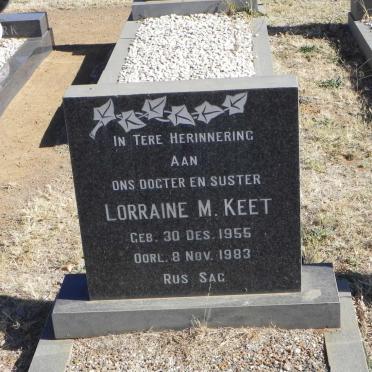 In Tere Herinnering
Aan
Ons Dogter en Suster
Lorraine M. Keet
Geb. 30 Des. 1955
Oorl. 8 Nov. 1983
Rus Sag